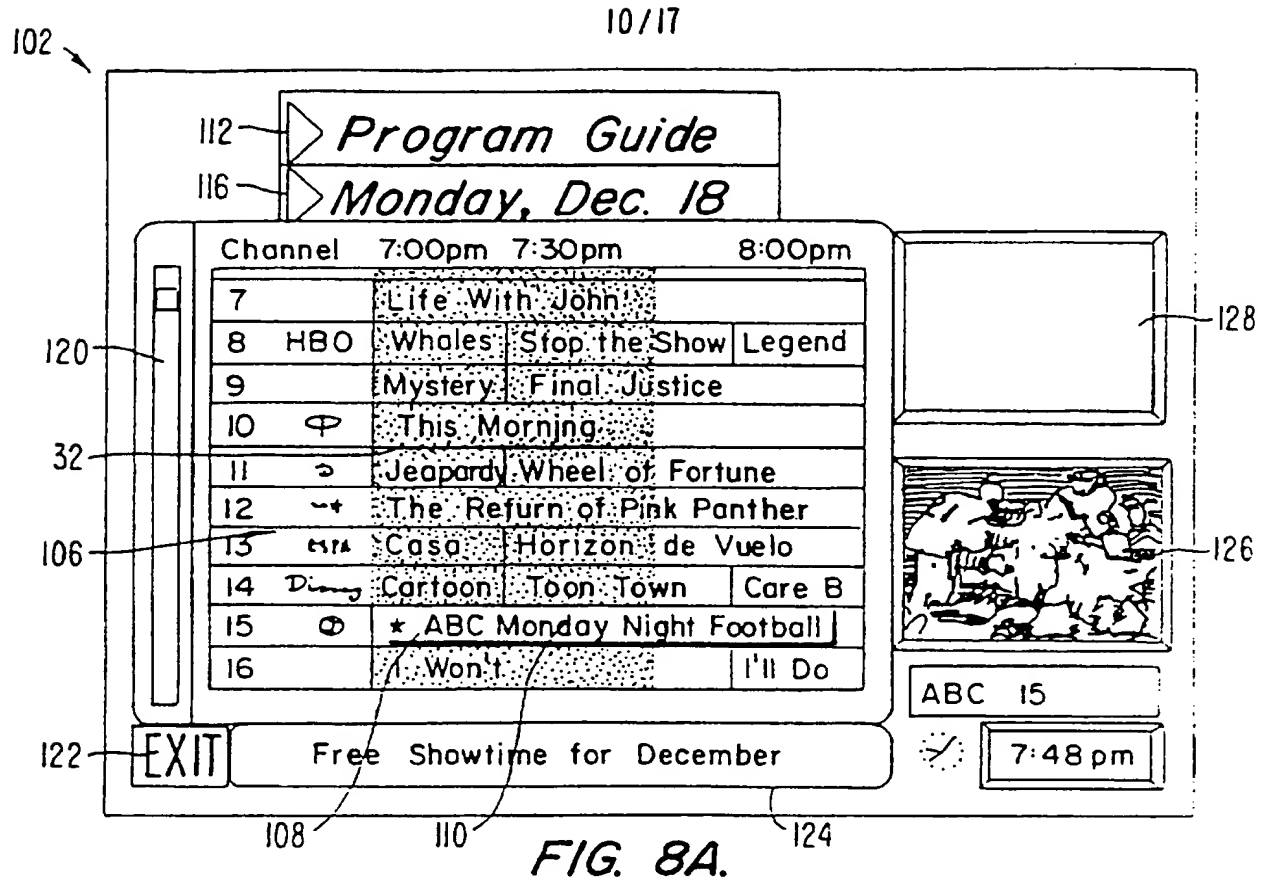 10/17
102
112 Program Guide
116 Monday, Dec. 18
Channel 7:00pm 7:30pm 8:00pm
7 Life With John
8 HBO Whales Stop the Show Legend
128
120
9 Mystery Final Justice
10 This Morning
32
11 Jeapardy Wheel of Fortune
12 The Return of Pink Panther
106
13 ESPN Casa Horizon de Vuelo
126
14 Disney Cartoon Toon Town Care B
15 * ABC Monday Night Football
16 I Won't I'll Do
ABC 15
122 EXIT Free Showtime for December 7:48 pm
108 110 124
FIG. 8A.